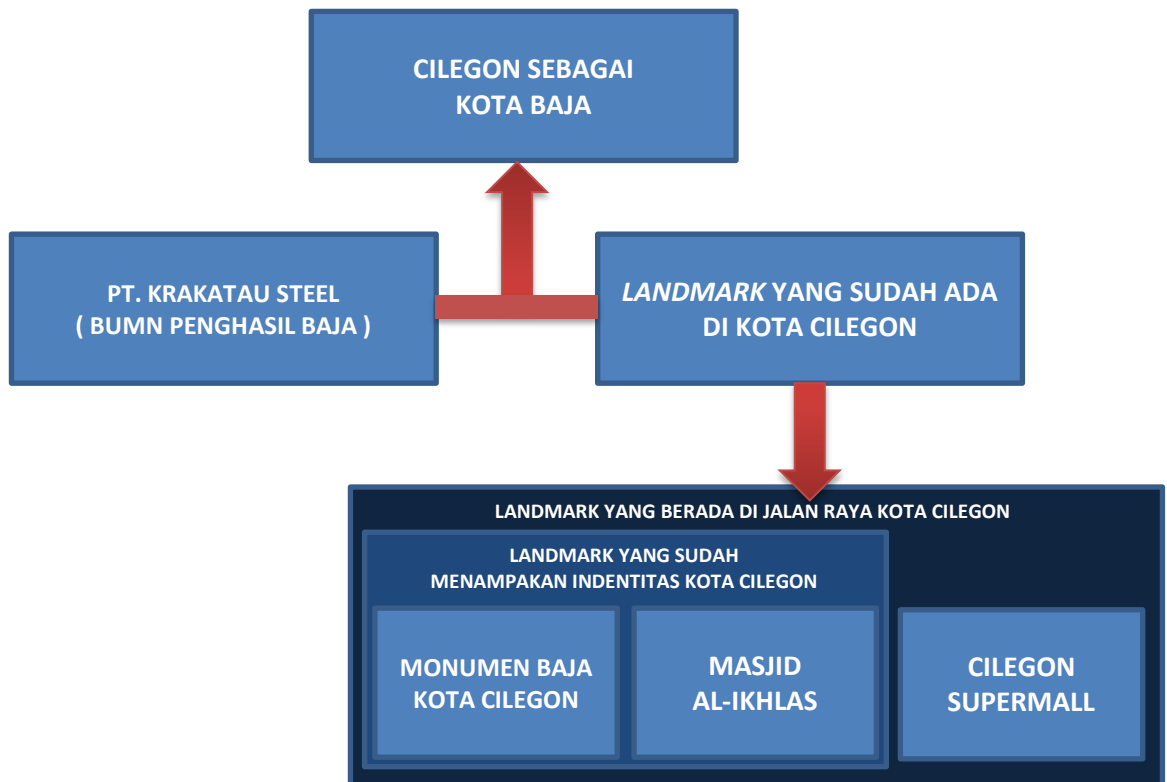 CILEGON SEBAGAI
KOTA BAJA
PT. KRAKATAU STEEL
( BUMN PENGHASIL BAJA )
LANDMARK YANG SUDAH ADA
DI KOTA CILEGON
LANDMARK YANG BERADA DI JALAN RAYA KOTA CILEGON
LANDMARK YANG SUDAH
MENAMPAKAN INDENTITAS KOTA CILEGON
MONUMEN BAJA
KOTA CILEGON
MASJID
AL-IKHLAS
CILEGON
SUPERMALL